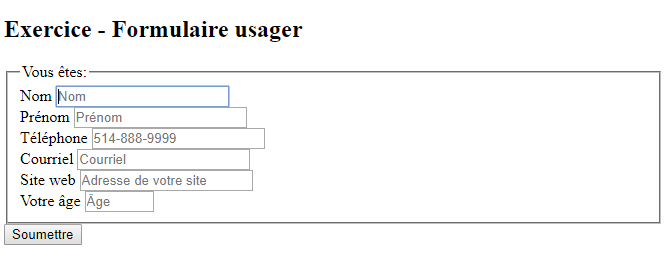 Exercice - Formulaire usager
Vous êtes:
Nom Nom
Prénom Prénom
Téléphone 514-888-9999
Courriel Courriel
Site web Adresse de votre site
Votre âge Âge
Soumettre